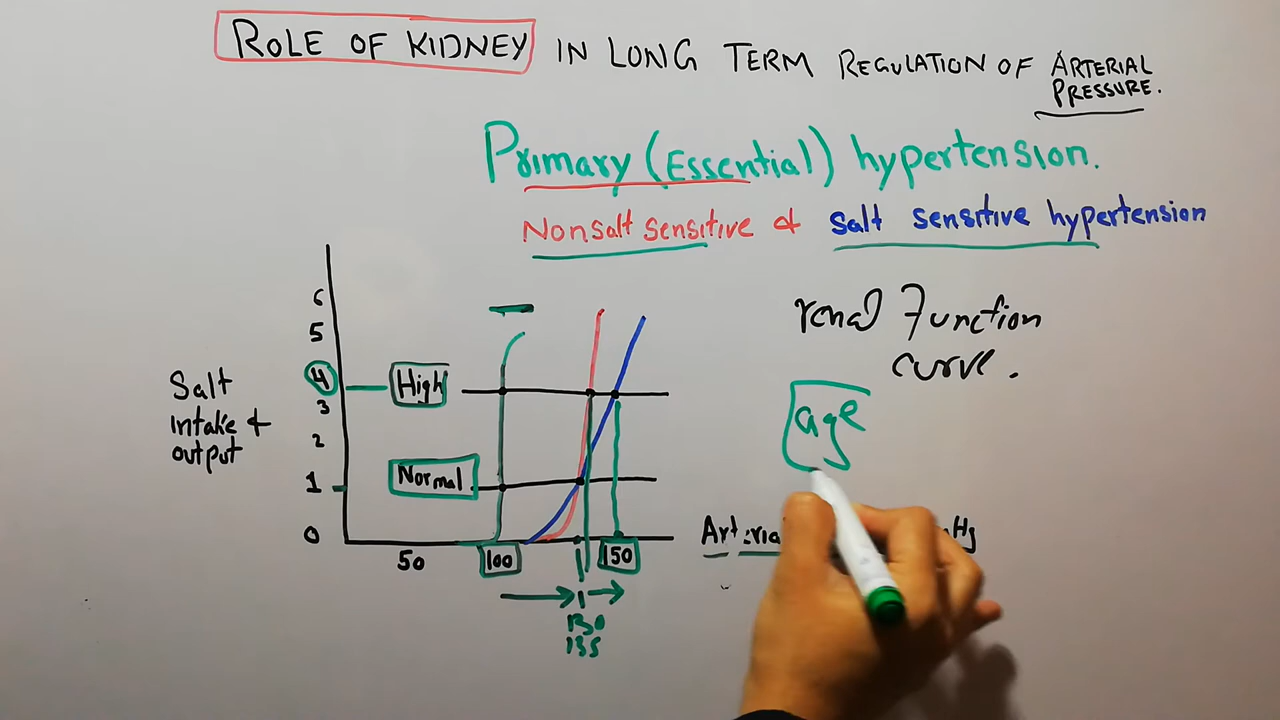 ROLE OF KIDNEY IN LONG TERM REGULATION OF ARTERIAL PRESSURE.
Primary (Essential) hypertension.
Nonsalt sensitive & salt sensitive hypertension
renal Function
curve.
age
Salt
intake &
output
6
5
4
3
2
1
0
High
Normal
50
100
150
130
135
Hg